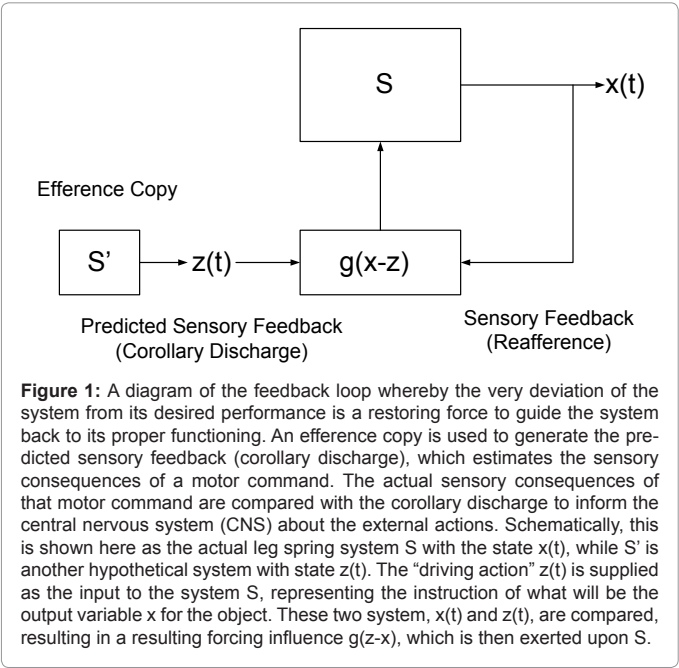 S
x(t)
Efference Copy
S’
z(t)
g(x-z)
Predicted Sensory Feedback
(Corollary Discharge)
Sensory Feedback
(Reafference)
Figure 1: A diagram of the feedback loop whereby the very deviation of the
system from its desired performance is a restoring force to guide the system
back to its proper functioning. An efference copy is used to generate the pre-
dicted sensory feedback (corollary discharge), which estimates the sensory
consequences of a motor command. The actual sensory consequences of
that motor command are compared with the corollary discharge to inform the
central nervous system (CNS) about the external actions. Schematically, this
is shown here as the actual leg spring system S with the state x(t), while S’ is
another hypothetical system with state z(t). The “driving action” z(t) is supplied
as the input to the system S, representing the instruction of what will be the
output variable x for the object. These two system, x(t) and z(t), are compared,
resulting in a resulting forcing influence g(z-x), which is then exerted upon S.